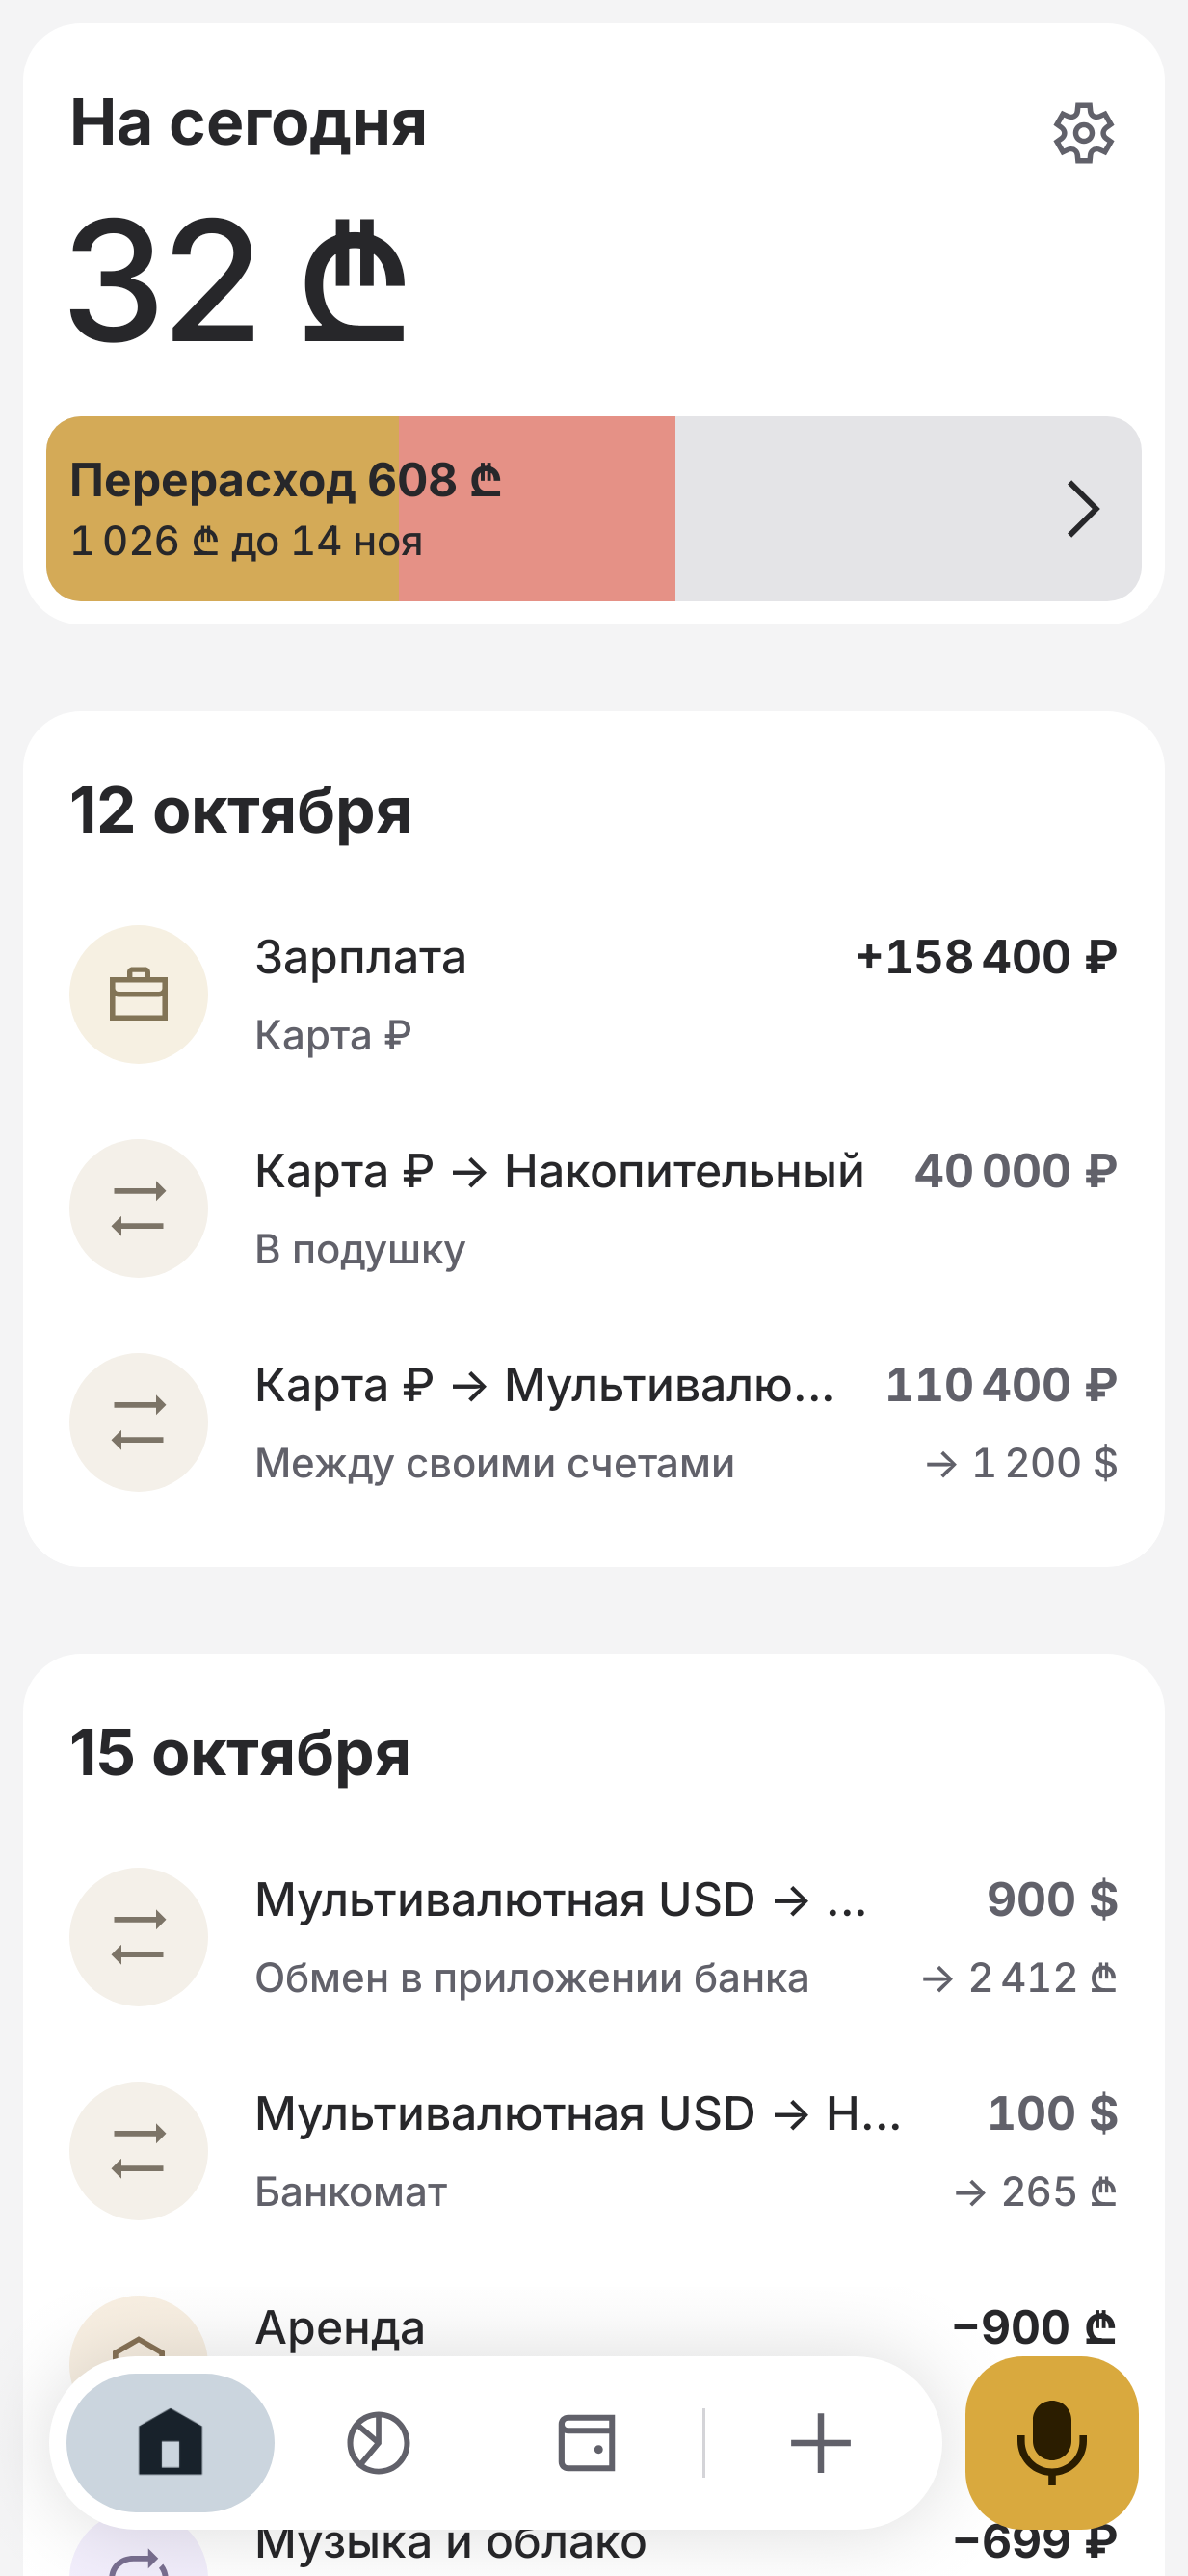 На сегодня
32 ₾
Перерасход 608 ₾
1 026 ₾ до 14 ноя
12 октября
Зарплата +158 400 ₽
Карта ₽
Карта ₽ → Накопительный 40 000 ₽
В подушку
Карта ₽ → Мультивалю... 110 400 ₽
Между своими счетами → 1 200 $
15 октября
Мультивалютная USD → ... 900 $
Обмен в приложении банка → 2 412 ₾
Мультивалютная USD → Н... 100 $
Банкомат → 265 ₾
Аренда −900 ₾
Музыка и облако −699 ₽